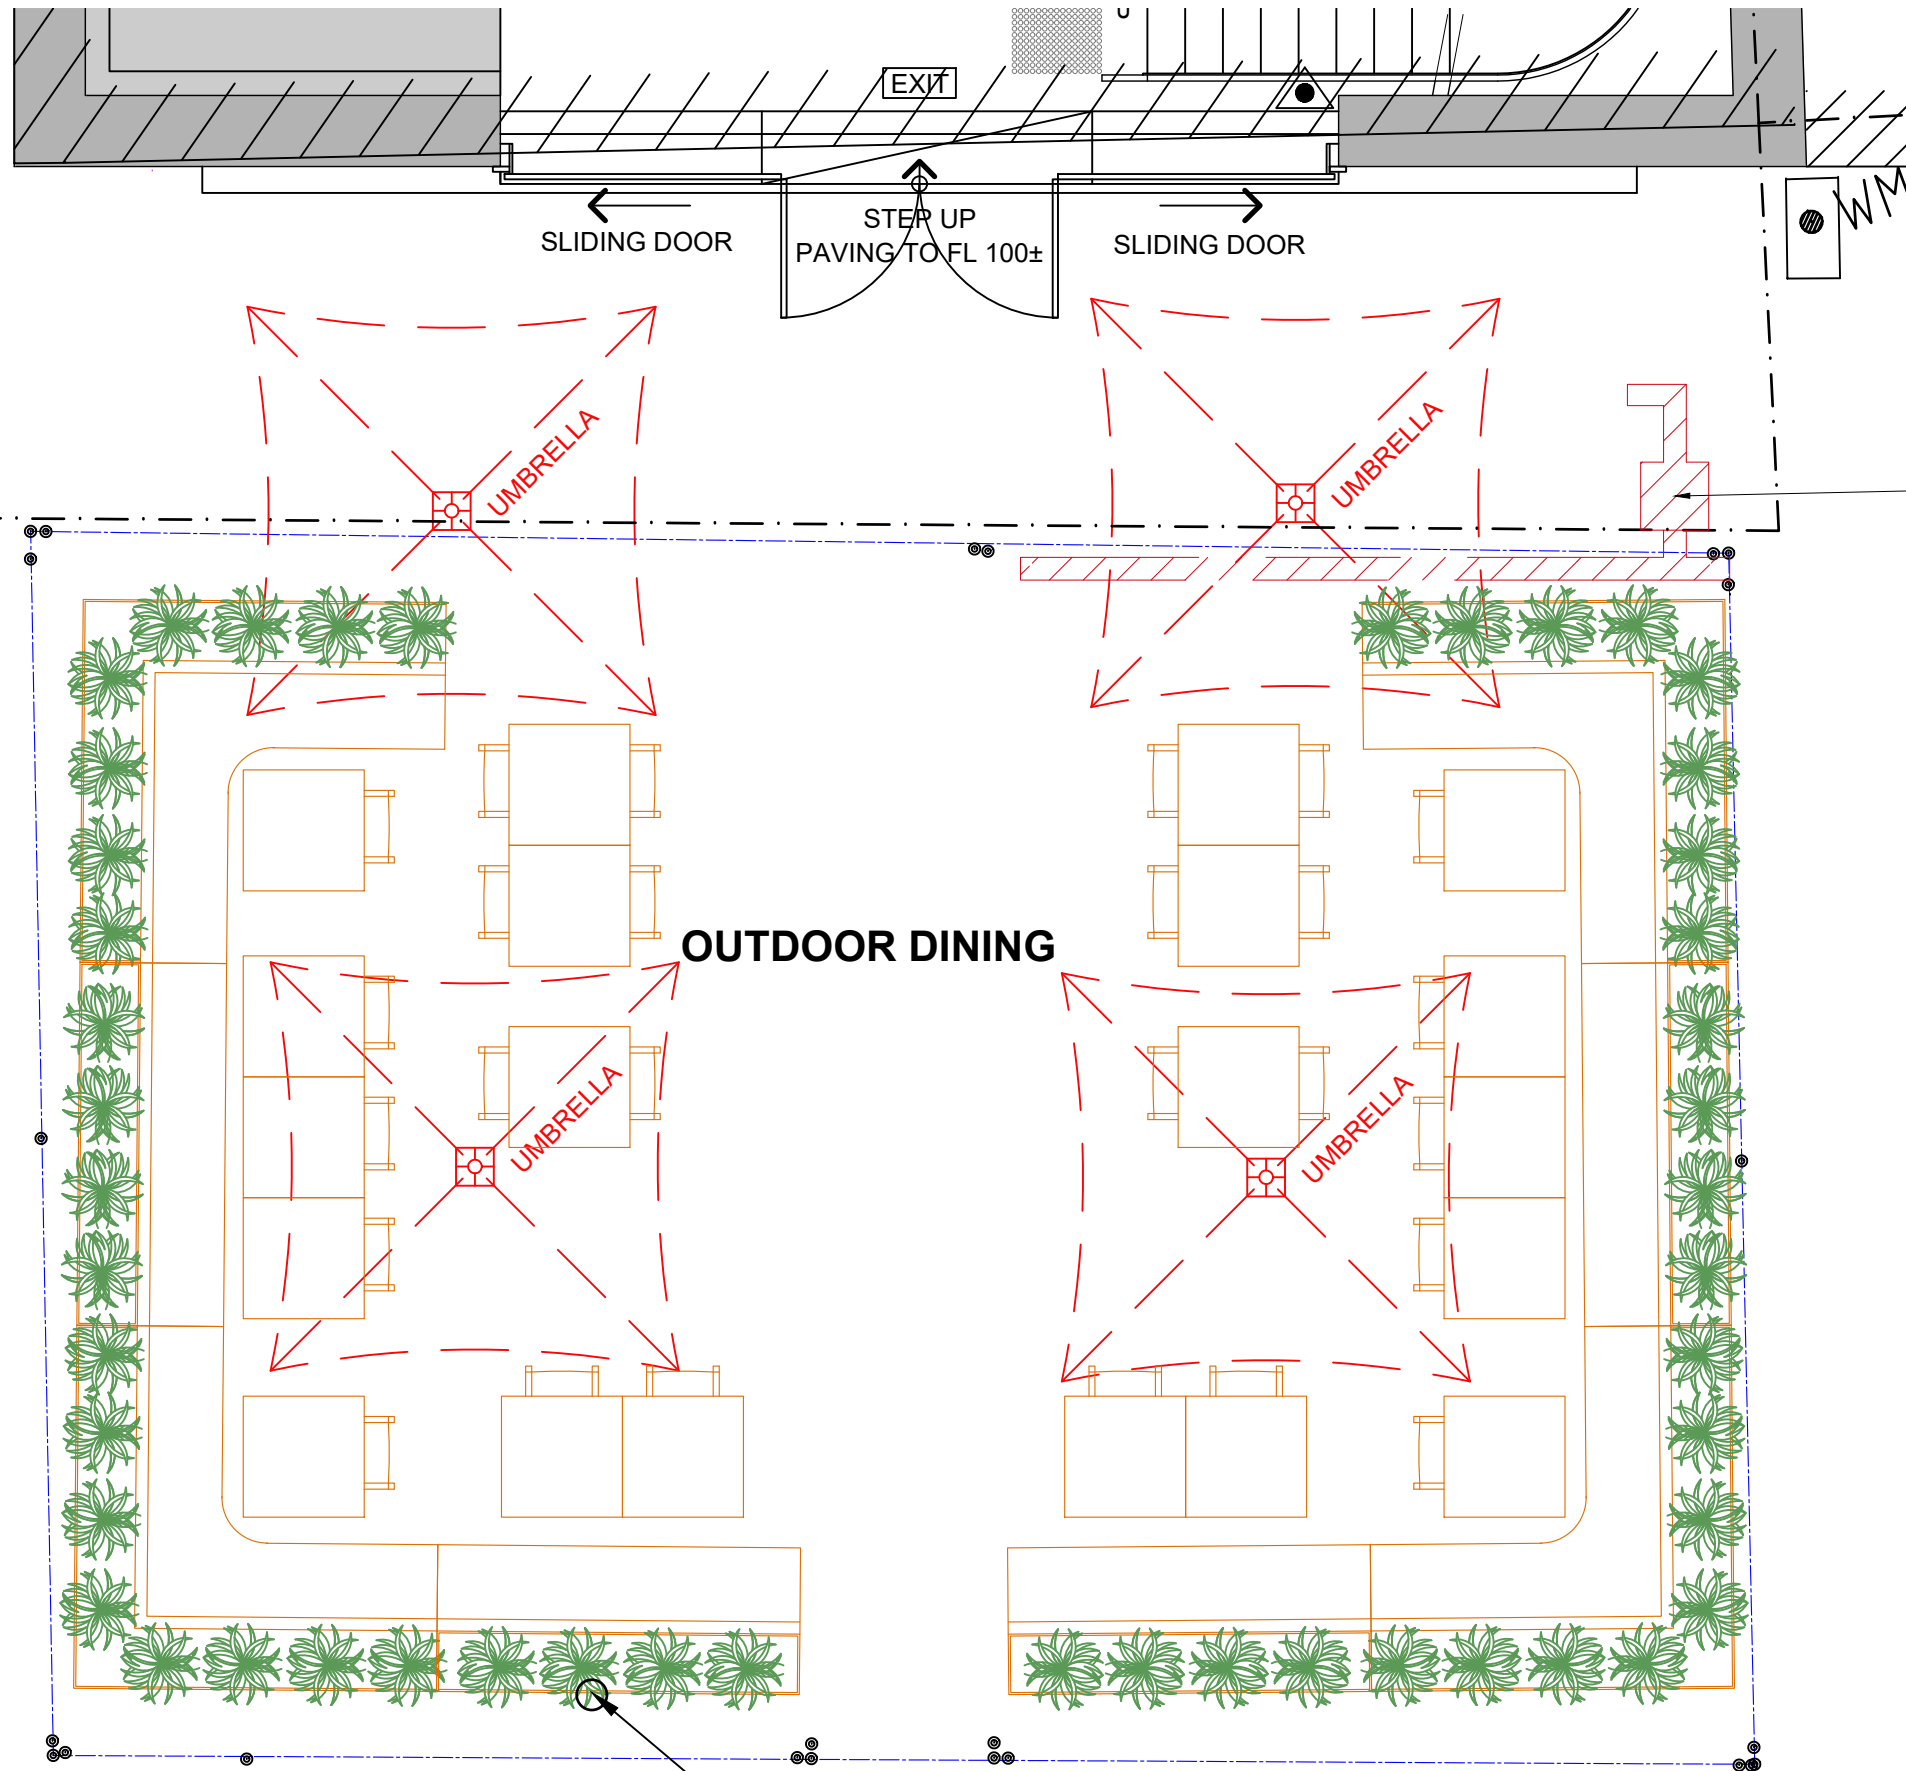 EXIT
STEP UP
SLIDING DOOR
PAVING TO FL 100±
SLIDING DOOR
WM
UMBRELLA
UMBRELLA
OUTDOOR DINING
UMBRELLA
UMBRELLA